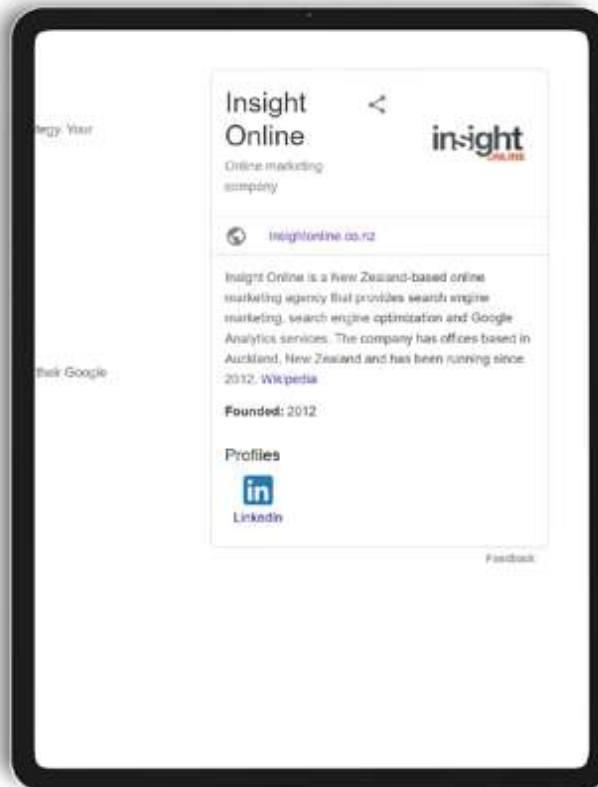 Insight
Online
insight
ONLINE
Online marketing
company
tegy. Your
insightonline.co.nz
Insight Online is a New Zealand-based online
marketing agency that provides search engine
marketing, search engine optimization and Google
Analytics services. The company has offices based in
Auckland, New Zealand and has been running since
2012. Wikipedia
their Google
Founded: 2012
Profiles
in
LinkedIn
Feedback